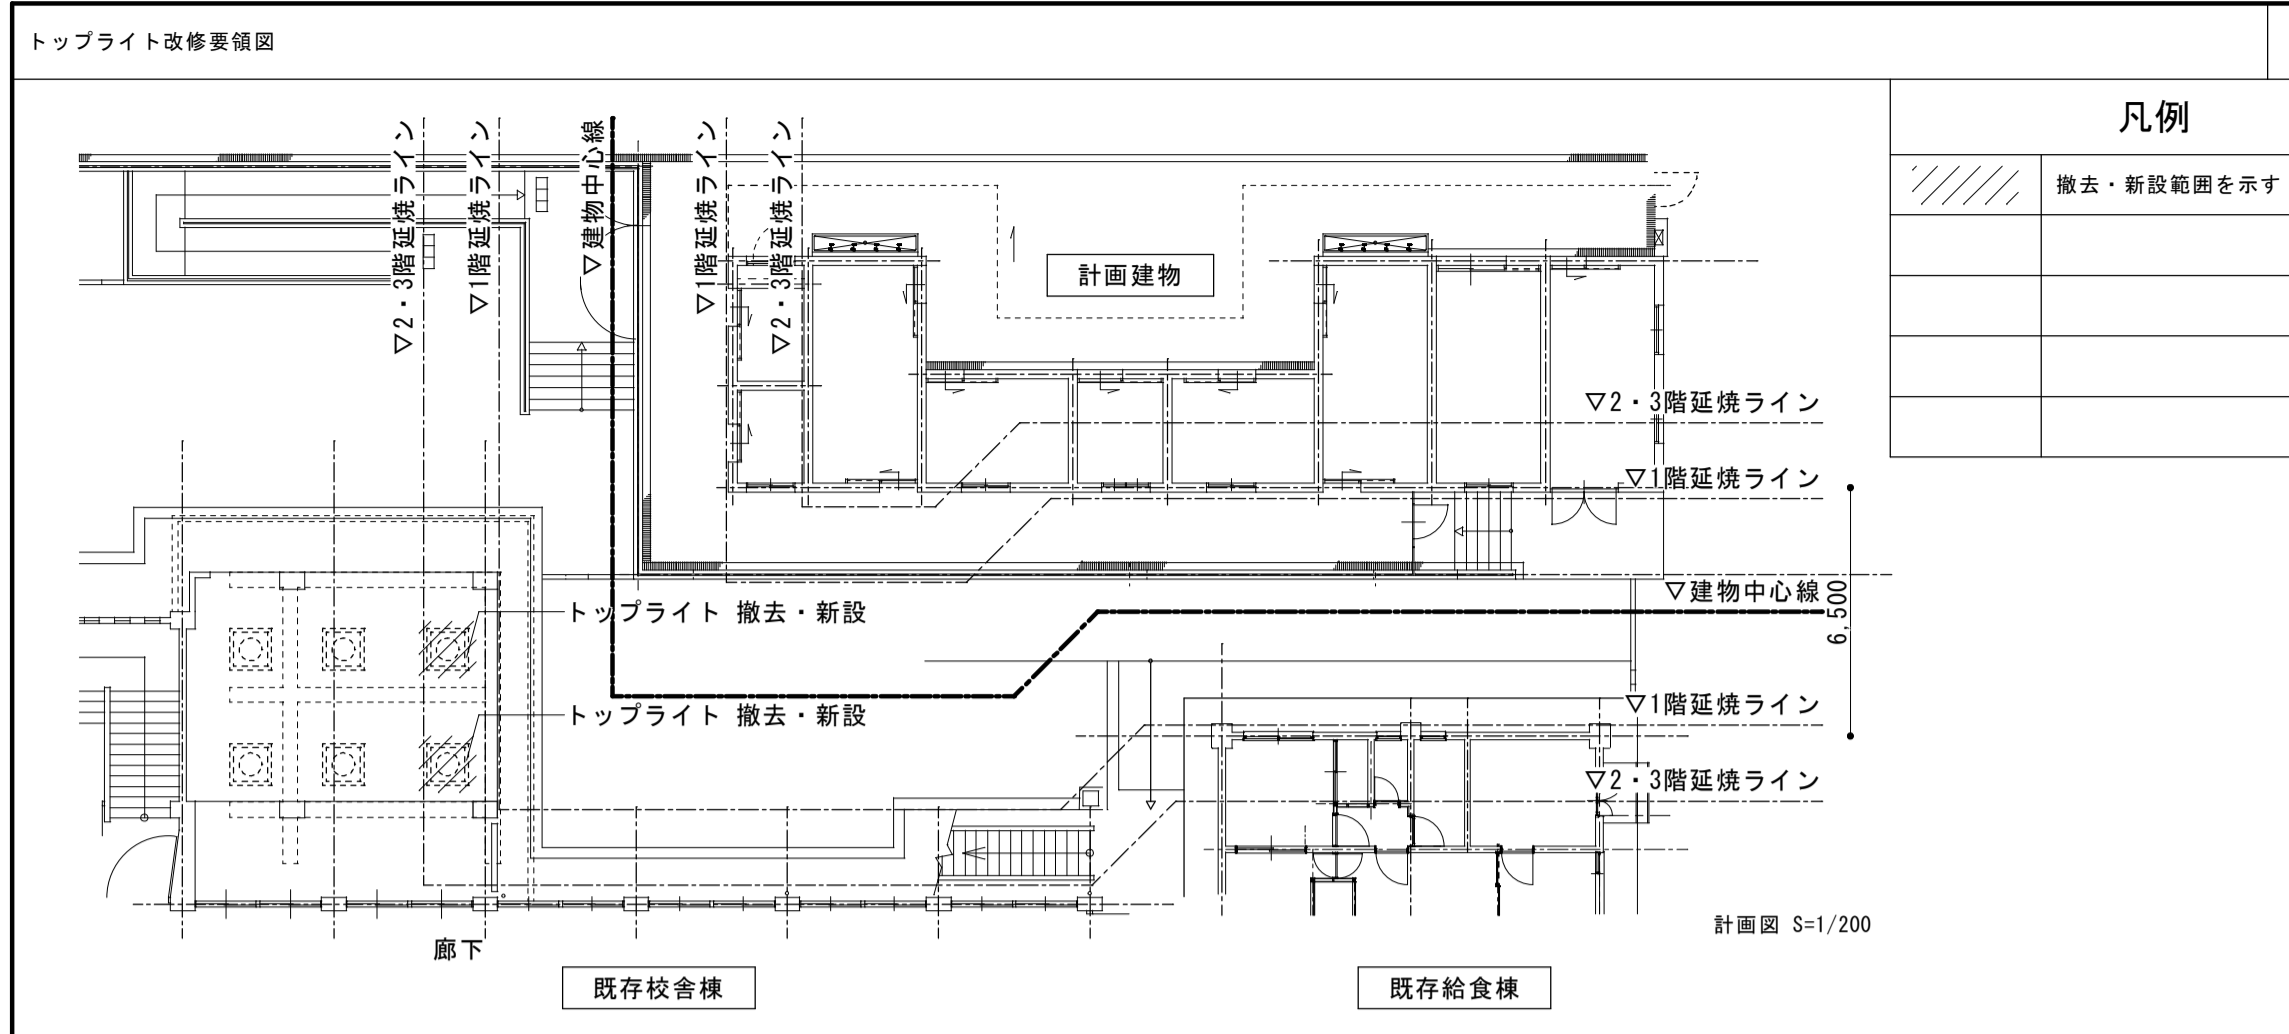 トップライト改修要領図
凡例
撤去・新設範囲を示す
▽2・3階延焼ライン
▽1階延焼ライン
▽建物中心線
▽1階延焼ライン
▽2・3階延焼ライン
計画建物
▽2・3階延焼ライン
▽1階延焼ライン
▽建物中心線
6,500
トップライト 撤去・新設
▽1階延焼ライン
トップライト 撤去・新設
▽2・3階延焼ライン
計画図 S=1/200
廊下
既存校舎棟
既存給食棟